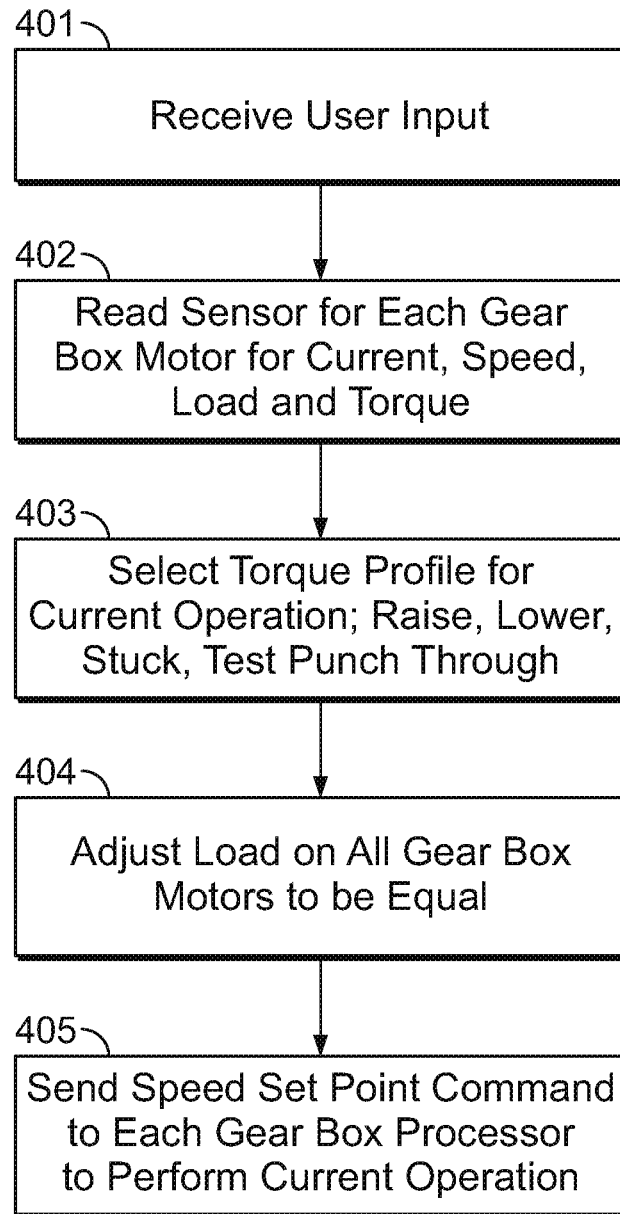 401
Receive User Input
402
Read Sensor for Each Gear
Box Motor for Current, Speed,
Load and Torque
403
Select Torque Profile for
Current Operation; Raise, Lower,
Stuck, Test Punch Through
404
Adjust Load on All Gear Box
Motors to be Equal
405
Send Speed Set Point Command
to Each Gear Box Processor
to Perform Current Operation